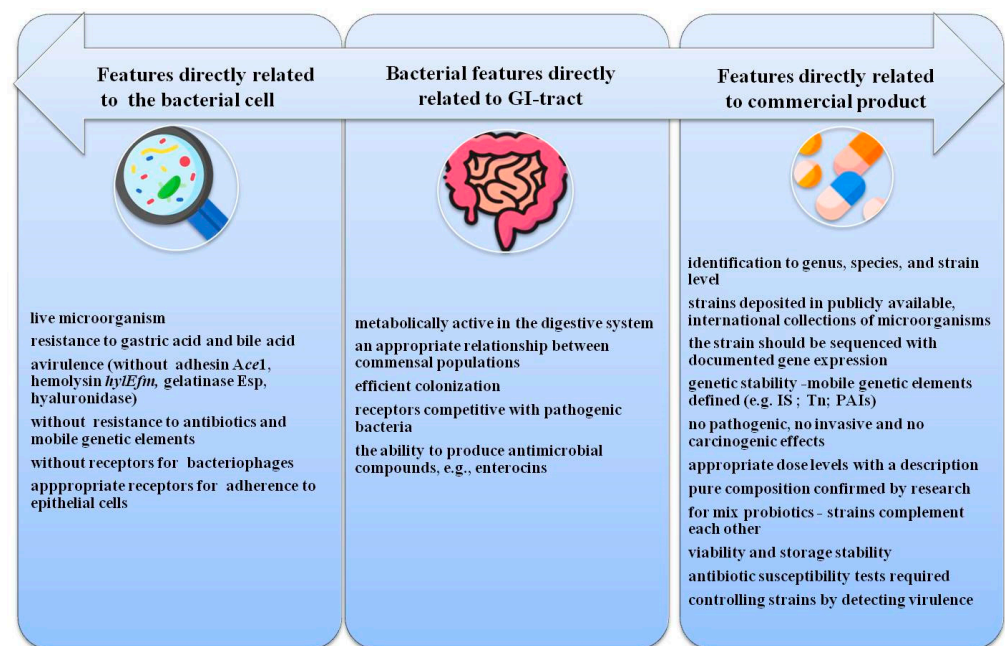 Features directly related
to the bacterial cell
live microorganism
resistance to gastric acid and bile acid
avirulence (without adhesin Ace1,
hemolysin hylEfm, gelatinase Esp,
hyaluronidase)
without resistance to antibiotics and
mobile genetic elements
without receptors for bacteriophages
apppropriate receptors for adherence to
epithelial cells
Bacterial features directly
related to GI-tract
metabolically active in the digestive system
an appropriate relationship between
commensal populations
efficient colonization
receptors competitive with pathogenic
bacteria
the ability to produce antimicrobial
compounds, e.g., enterocins
Features directly related
to commercial product
identification to genus, species, and strain
level
strains deposited in publicly available,
international collections of microorganisms
the strain should be sequenced with
documented gene expression
genetic stability -mobile genetic elements
defined (e.g. IS ; Tn; PAIs)
no pathogenic, no invasive and no
carcinogenic effects
appropriate dose levels with a description
pure composition confirmed by research
for mix probiotics - strains complement
each other
viability and storage stability
antibiotic susceptibility tests required
controlling strains by detecting virulence